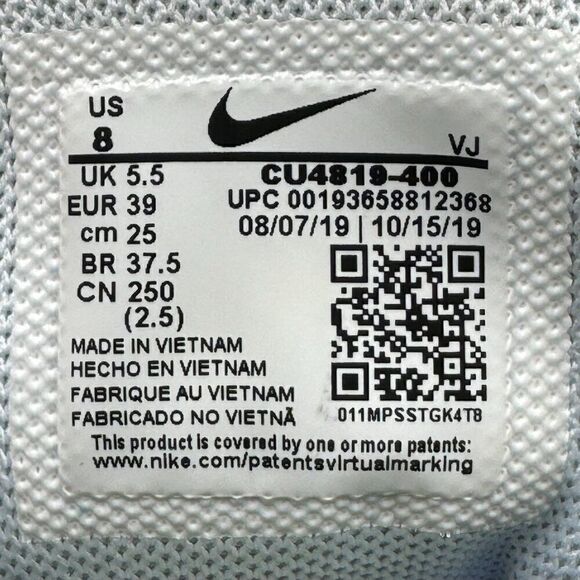 US
8
VJ
UK 5.5
CU4819-400
EUR 39
UPC 00193658812368
cm 25
08/07/19 | 10/15/19
BR 37.5
CN 250
(2.5)
MADE IN VIETNAM
HECHO EN VIETNAM
FABRIQUE AU VIETNAM
FABRICADO NO VIETNÃ
011MPSSTGK4T8
This product is covered by one or more patents:
www.nike.com/patentsvirtualmarking